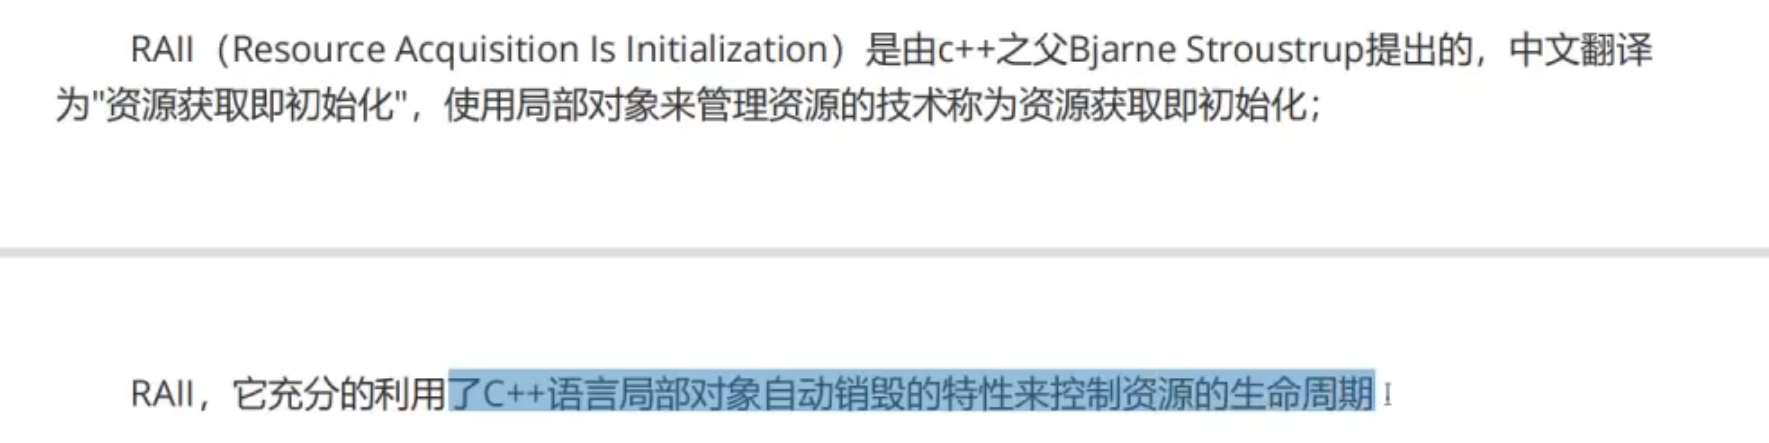 RAII（Resource Acquisition Is Initialization）是由c++之父Bjarne Stroustrup提出的，中文翻译
为"资源获取即初始化"，使用局部对象来管理资源的技术称为资源获取即初始化；
RAII，它充分的利用了C++语言局部对象自动销毁的特性来控制资源的生命周期